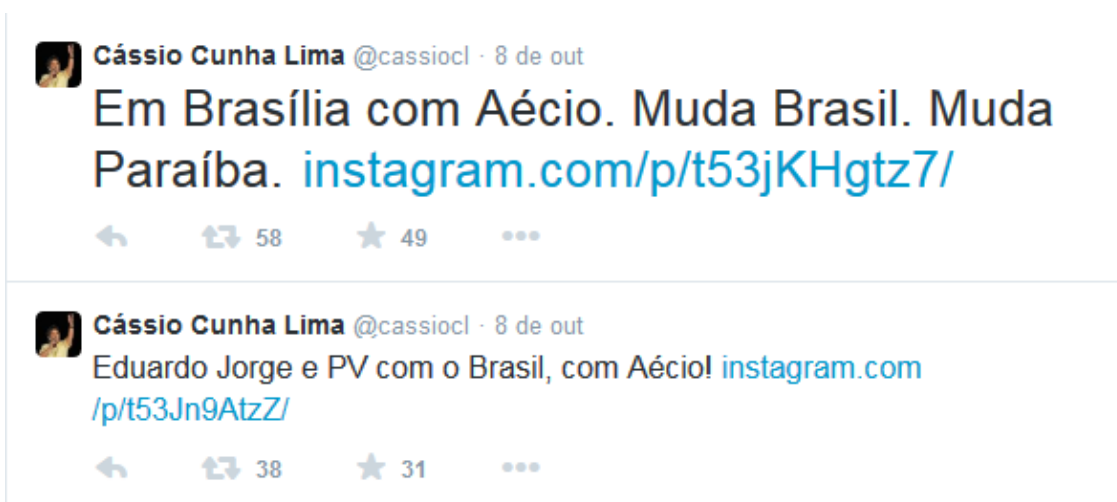 Cássio Cunha Lima @cassiocl · 8 de out
Em Brasília com Aécio. Muda Brasil. Muda
Paraíba. instagram.com/p/t53jKHgtz7/
58 49
Cássio Cunha Lima @cassiocl · 8 de out
Eduardo Jorge e PV com o Brasil, com Aécio! instagram.com
/p/t53Jn9AtzZ/
38 31